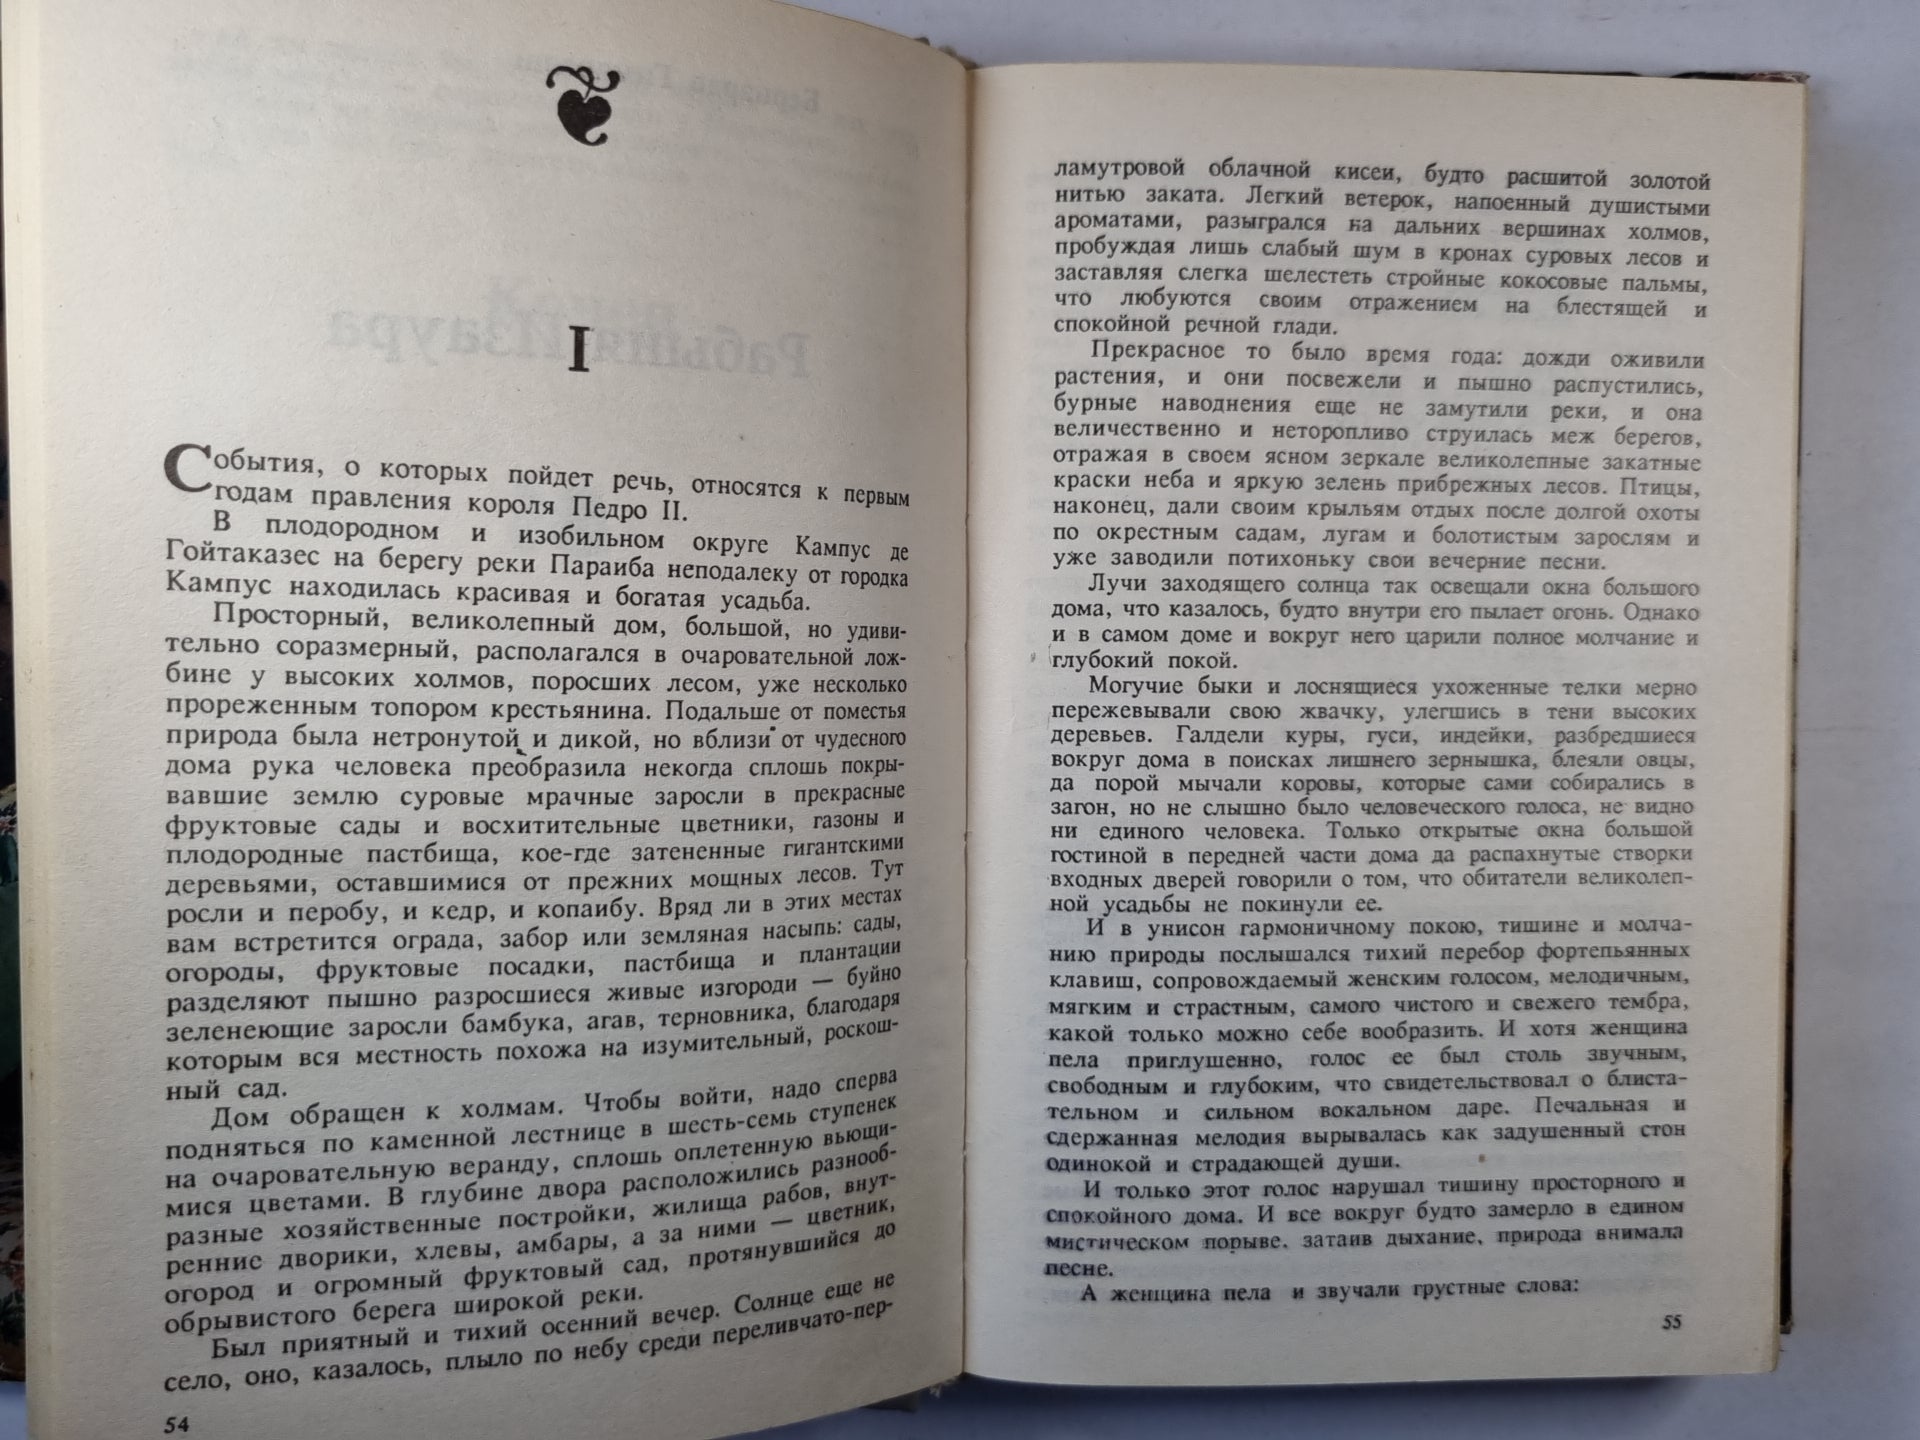 I
События, о которых пойдет речь, относятся к первым
годам правления короля Педро II.
В плодородном и изобильном округе Кампус де
Гойтаказес на берегу реки Параиба неподалеку от городка
Кампус находилась красивая и богатая усадьба.
Просторный, великолепный дом, большой, но удиви-
тельно соразмерный, располагался в очаровательной лож-
бине у высоких холмов, поросших лесом, уже несколько
прореженным топором крестьянина. Подальше от поместья
природа была нетронутой и дикой, но вблизи от чудесного
дома рука человека преобразила некогда сплошь покры-
вавшие землю суровые мрачные заросли в прекрасные
фруктовые сады и восхитительные цветники, газоны и
плодородные пастбища, кое-где затененные гигантскими
деревьями, оставшимися от прежних мощных лесов. Тут
росли и перобу, и кедр, и копаибу. Вряд ли в этих местах
вам встретится ограда, забор или земляная насыпь: сады,
огороды, фруктовые посадки, пастбища и плантации
разделяют пышно разросшиеся живые изгороди — буйно
зеленеющие заросли бамбука, агав, терновника, благодаря
которым вся местность похожа на изумительный, роскош-
ный сад.
Дом обращен к холмам. Чтобы войти, надо сперва
подняться по каменной лестнице в шесть-семь ступенек
на очаровательную веранду, сплошь оплетенную вьющи-
мися цветами. В глубине двора расположились разнооб-
разные хозяйственные постройки, жилища рабов, внут-
ренние дворики, хлевы, амбары, а за ними — цветник,
огород и огромный фруктовый сад, протянувшийся до
обрывистого берега широкой реки.
Был приятный и тихий осенний вечер. Солнце еще не
село, оно, казалось, плыло по небу среди переливчато-пер-
54
ламутровой облачной кисеи, будто расшитой золотой
нитью заката. Легкий ветерок, напоенный душистыми
ароматами, разыгрался на дальних вершинах холмов,
пробуждая лишь слабый шум в кронах суровых лесов и
заставляя слегка шелестеть стройные кокосовые пальмы,
что любуются своим отражением на блестящей и
спокойной речной глади.
Прекрасное то было время года: дожди оживили
растения, и они посвежели и пышно распустились,
бурные наводнения еще не замутили реки, и она
величественно и неторопливо струилась меж берегов,
отражая в своем ясном зеркале великолепные закатные
краски неба и яркую зелень прибрежных лесов. Птицы,
наконец, дали своим крыльям отдых после долгой охоты
по окрестным садам, лугам и болотистым зарослям и
уже заводили потихоньку свои вечерние песни.
Лучи заходящего солнца так освещали окна большого
дома, что казалось, будто внутри его пылает огонь. Однако
и в самом доме и вокруг него царили полное молчание и
глубокий покой.
Могучие быки и лоснящиеся ухоженные телки мерно
пережевывали свою жвачку, улегшись в тени высоких
деревьев. Галдели куры, гуси, индейки, разбредшиеся
вокруг дома в поисках лишнего зернышка, блеяли овцы,
да порой мычали коровы, которые сами собирались в
загон, но не слышно было человеческого голоса, не видно
ни единого человека. Только открытые окна большой
гостиной в передней части дома да распахнутые створки
входных дверей говорили о том, что обитатели великолеп-
ной усадьбы не покинули ее.
И в унисон гармоничному покою, тишине и молча-
нию природы послышался тихий перебор фортепьянных
клавиш, сопровождаемый женским голосом, мелодичным,
мягким и страстным, самого чистого и свежего тембра,
какой только можно себе вообразить. И хотя женщина
пела приглушенно, голос ее был столь звучным,
свободным и глубоким, что свидетельствовал о блиста-
тельном и сильном вокальном даре. Печальная и
сдержанная мелодия вырывалась как задушенный стон
одинокой и страдающей души.
И только этот голос нарушал тишину просторного и
спокойного дома. И все вокруг будто замерло в едином
мистическом порыве, затаив дыхание, природа внимала
песне.
А женщина пела и звучали грустные слова:
55